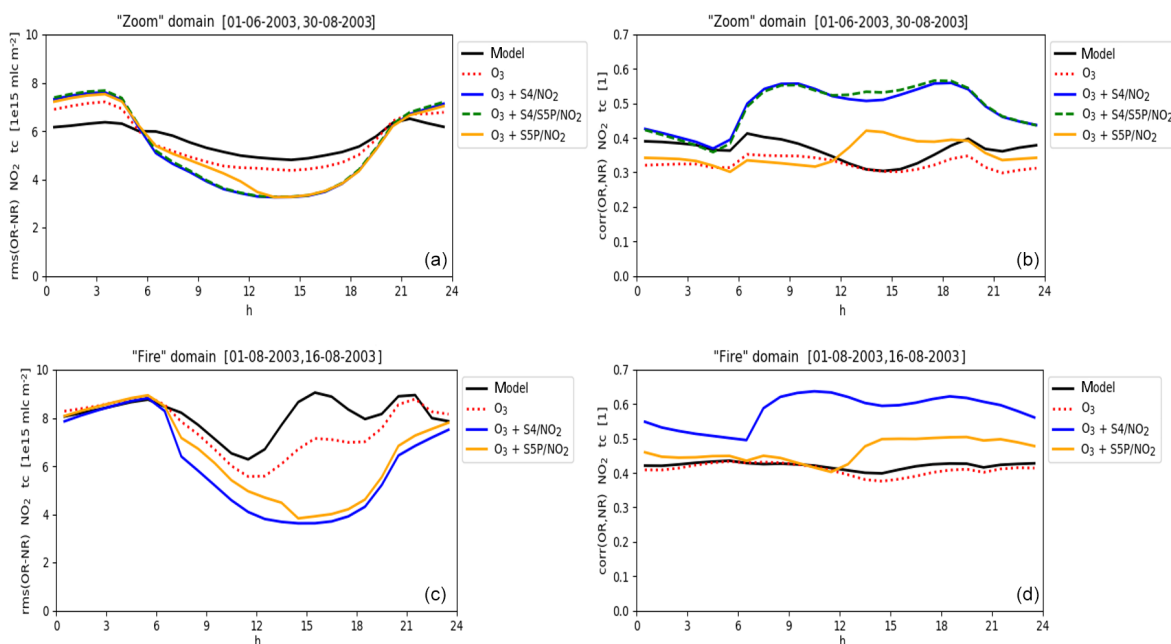 "Zoom" domain [01-06-2003, 30-08-2003]
rms(OR-NR) NO₂ tc [1e15 mlc m⁻²]
10
8
6
4
2
0
0 3 6 9 12 15 18 21 24
h
(a)
Model
O₃
O₃ + S4/NO₂
O₃ + S4/S5P/NO₂
O₃ + S5P/NO₂
"Zoom" domain [01-06-2003, 30-08-2003]
corr(OR,NR) NO₂ tc [1]
0.7
0.6
0.5
0.4
0.3
0.2
0.1
0.0
0 3 6 9 12 15 18 21 24
h
(b)
Model
O₃
O₃ + S4/NO₂
O₃ + S4/S5P/NO₂
O₃ + S5P/NO₂
"Fire" domain [01-08-2003,16-08-2003]
rms(OR-NR) NO₂ tc [1e15 mlc m⁻²]
10
8
6
4
2
0
0 3 6 9 12 15 18 21 24
h
(c)
Model
O₃
O₃ + S4/NO₂
O₃ + S5P/NO₂
"Fire" domain [01-08-2003,16-08-2003]
corr(OR,NR) NO₂ tc [1]
0.7
0.6
0.5
0.4
0.3
0.2
0.1
0.0
0 3 6 9 12 15 18 21 24
h
(d)
Model
O₃
O₃ + S4/NO₂
O₃ + S5P/NO₂